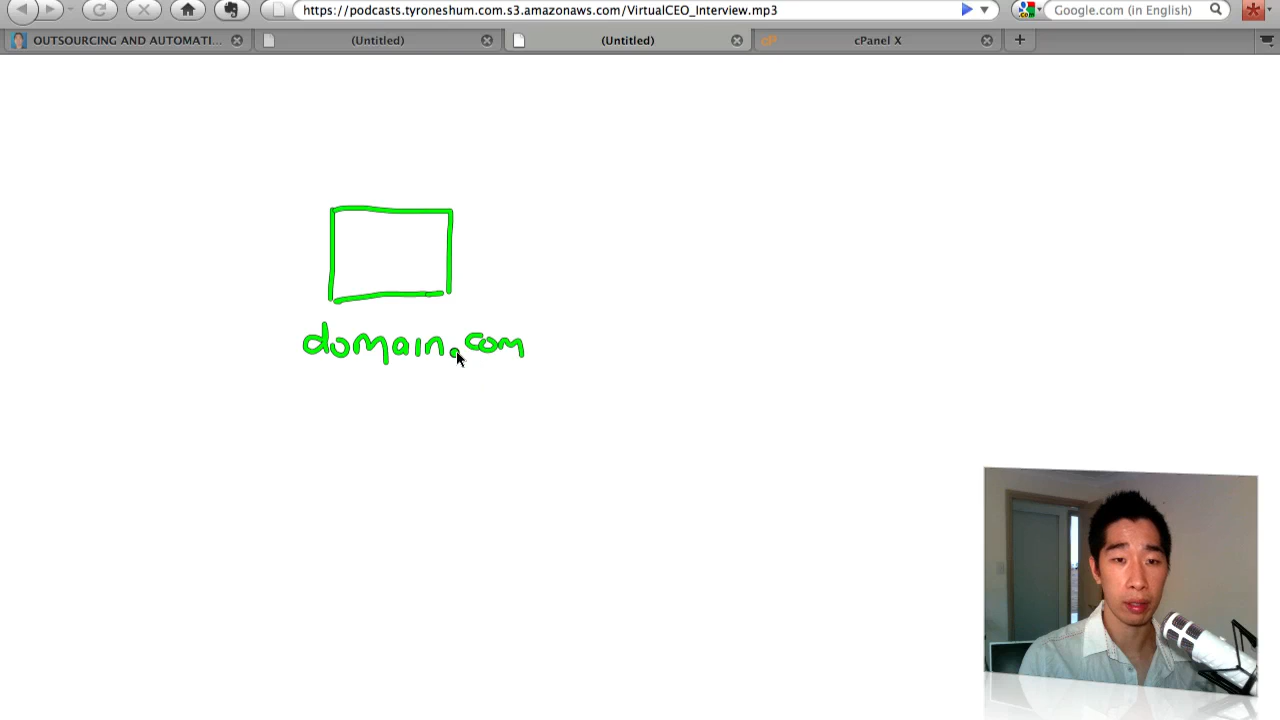 https://podcasts.tyroneshum.com.s3.amazonaws.com/VirtualCEO_Interview.mp3
Google.com (in English)
OUTSOURCING AND AUTOMATI...
(Untitled)
(Untitled)
cPanel X
domain.com